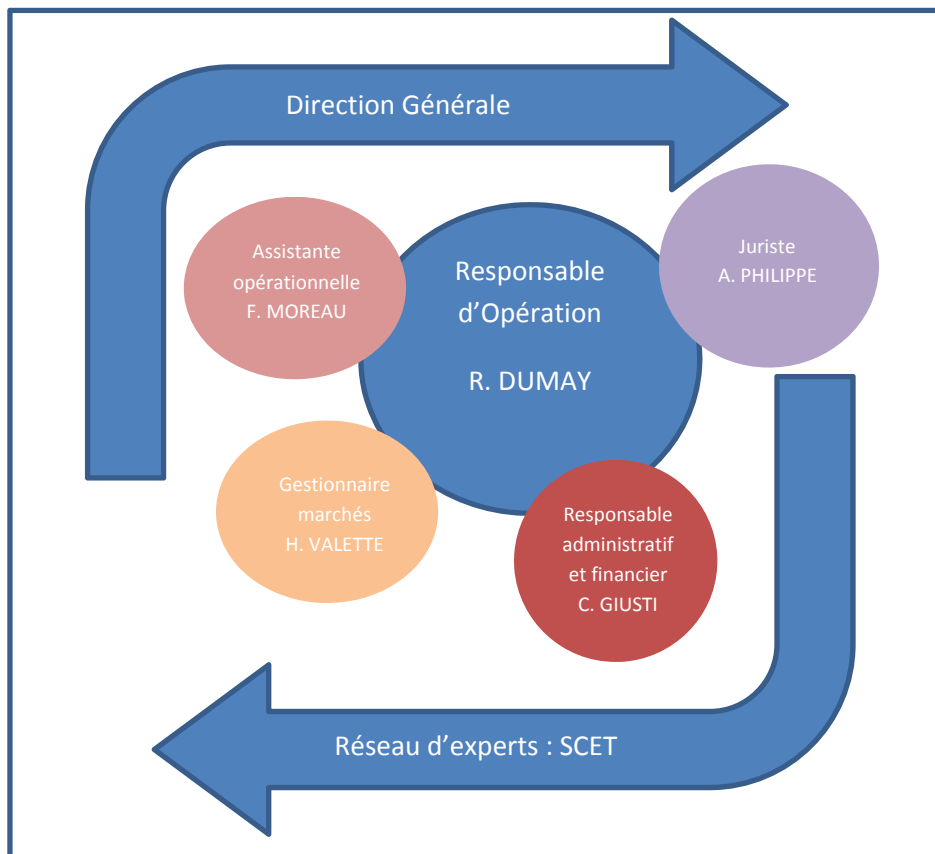 Direction Générale
Assistante
opérationnelle
F. MOREAU
Responsable
d’Opération
R. DUMAY
Juriste
A. PHILIPPE
Gestionnaire
marchés
H. VALETTE
Responsable
administratif
et financier
C. GIUSTI
Réseau d’experts : SCET